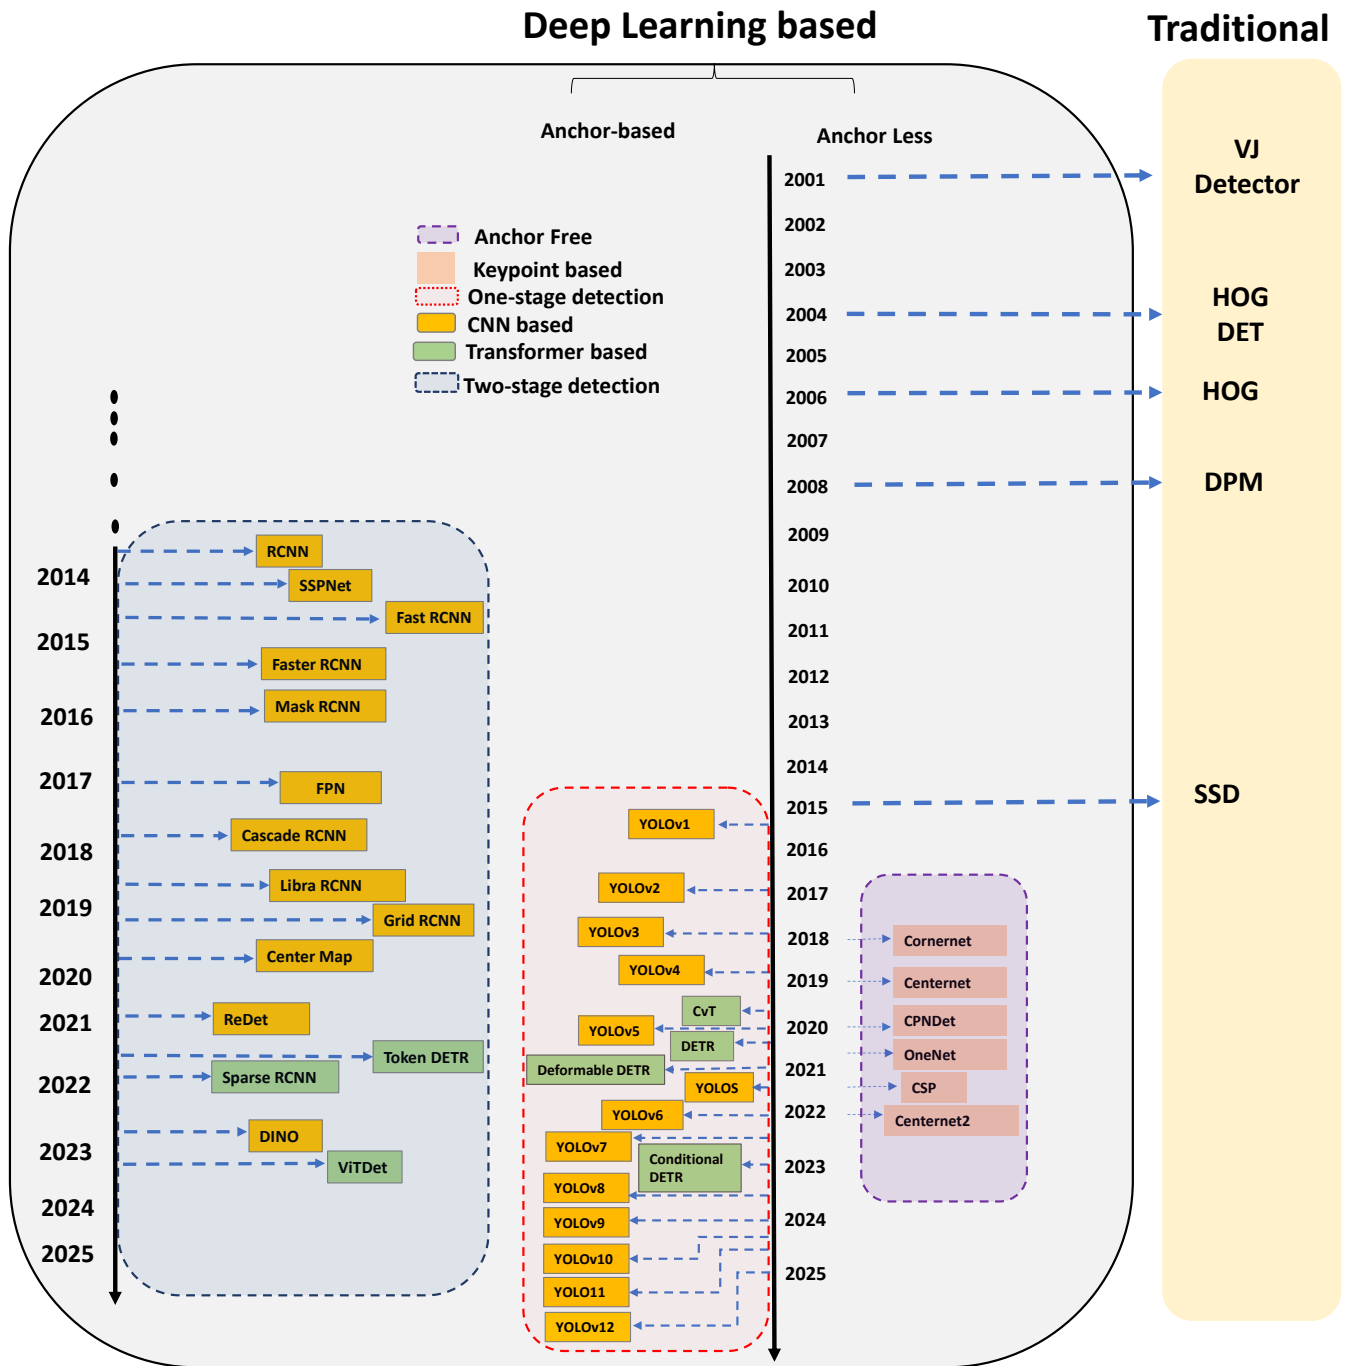 Deep Learning based
Traditional
Anchor-based
Anchor Less
Anchor Free
Keypoint based
One-stage detection
CNN based
Transformer based
Two-stage detection
2014
2015
2016
2017
2018
2019
2020
2021
2022
2023
2024
2025
RCNN
SSPNet
Fast RCNN
Faster RCNN
Mask RCNN
FPN
Cascade RCNN
Libra RCNN
Grid RCNN
Center Map
ReDet
Token DETR
Sparse RCNN
DINO
ViTDet
YOLOv1
YOLOv2
YOLOv3
YOLOv4
CvT
YOLOv5
DETR
Deformable DETR
YOLOS
YOLOv6
YOLOv7
Conditional
DETR
YOLOv8
YOLOv9
YOLOv10
YOLO11
YOLOv12
2001
2002
2003
2004
2005
2006
2007
2008
2009
2010
2011
2012
2013
2014
2015
2016
2017
2018
2019
2020
2021
2022
2023
2024
2025
Cornernet
Centernet
CPNDet
OneNet
CSP
Centernet2
VJ
Detector
HOG
DET
HOG
DPM
SSD